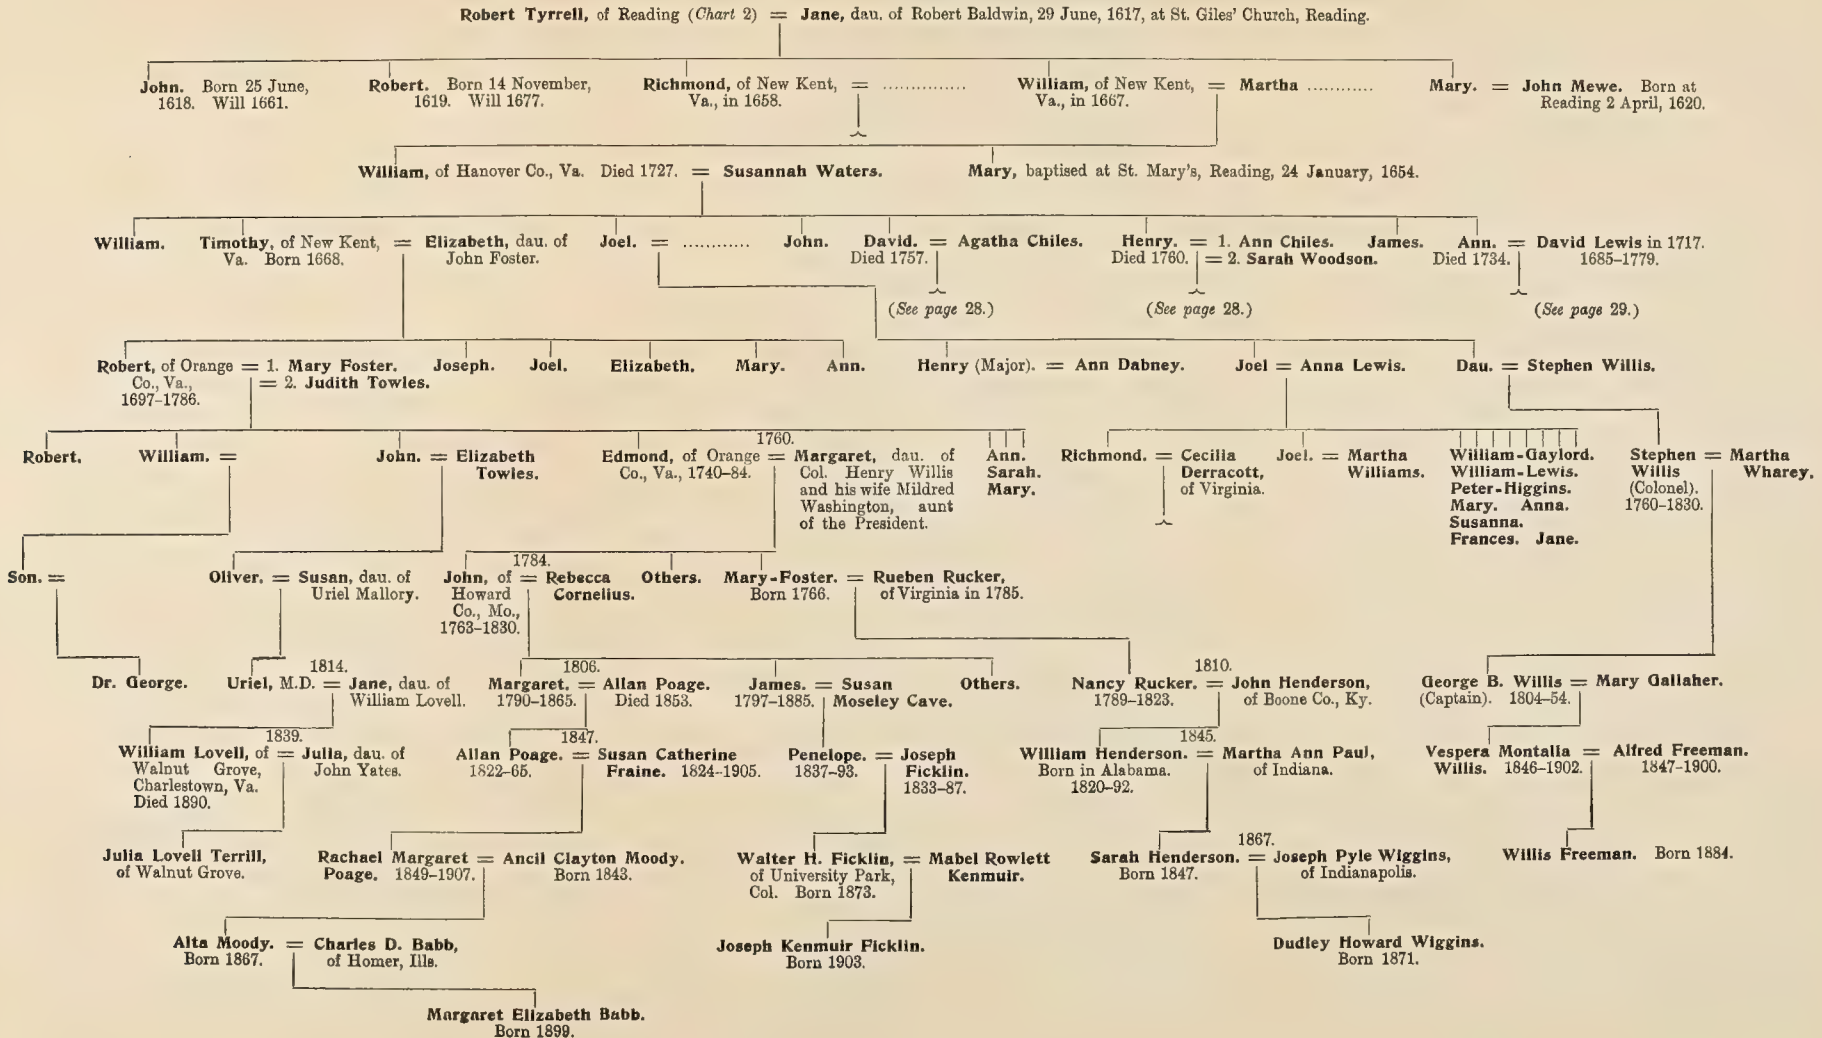 Robert Tyrrell, of Reading (Chart 2) = Jane, dau. of Robert Baldwin, 29 June, 1617, at St. Giles' Church, Reading.
John. Born 25 June,
1618. Will 1661.
Robert. Born 14 November,
1619. Will 1677.
Richmond, of New Kent, = ...............
Va., in 1658.
William, of New Kent, = Martha ............
Va., in 1667.
Mary. = John Mewe. Born at
Reading 2 April, 1620.
William, of Hanover Co., Va. Died 1727. = Susannah Waters.
Mary, baptised at St. Mary's, Reading, 24 January, 1654.
William.
Timothy, of New Kent, = Elizabeth, dau. of
Va. Born 1668. John Foster.
Joel. = ............
John.
David. = Agatha Chiles.
Died 1757.
(See page 28.)
Henry. = 1. Ann Chiles.
Died 1760. = 2. Sarah Woodson.
(See page 28.)
James.
Ann. = David Lewis in 1717.
Died 1734. 1685-1779.
(See page 29.)
Robert, of Orange = 1. Mary Foster.
Co., Va., = 2. Judith Towles.
1697-1786.
Joseph.
Joel.
Elizabeth.
Mary.
Ann.
Henry (Major). = Ann Dabney.
Joel = Anna Lewis.
Dau. = Stephen Willis.
Robert.
William. =
John. = Elizabeth
Towles.
1760.
Edmond, of Orange = Margaret, dau. of
Co., Va., 1740-84. Col. Henry Willis
and his wife Mildred
Washington, aunt
of the President.
Ann.
Sarah.
Mary.
Richmond. = Cecilia
Derracott,
of Virginia.
Joel. = Martha
Williams.
William-Gaylord.
William-Lewis.
Peter-Higgins.
Mary. Anna.
Susanna.
Frances. Jane.
Stephen = Martha
Willis Wharey.
(Colonel).
1760-1830.
Son. =
Oliver. = Susan, dau. of
Uriel Mallory.
1784.
John, of = Rebecca
Howard Cornelius.
Co., Mo.,
1763-1830.
Others.
Mary-Foster. = Rueben Rucker,
Born 1766. of Virginia in 1785.
Dr. George.
1814.
Uriel, M.D. = Jane, dau. of
William Lovell.
1806.
Margaret. = Allan Poage.
1790-1865. Died 1853.
James. = Susan
1797-1885. Moseley Cave.
Others.
1810.
Nancy Rucker. = John Henderson,
1789-1823. of Boone Co., Ky.
George B. Willis = Mary Gallaher.
(Captain). 1804-54.
1839.
William Lovell, of = Julia, dau. of
Walnut Grove, John Yates.
Charlestown, Va.
Died 1890.
1847.
Allan Poage. = Susan Catherine
1822-65. Fraine. 1824-1905.
Penelope. = Joseph
1837-93. Ficklin.
1833-87.
1845.
William Henderson. = Martha Ann Paul,
Born in Alabama. of Indiana.
1820-92.
Vespera Montalia = Alfred Freeman.
Willis. 1846-1902. 1847-1900.
Julia Lovell Terrill,
of Walnut Grove.
Rachael Margaret = Ancil Clayton Moody.
Poage. 1849-1907. Born 1843.
Walter H. Ficklin, = Mabel Rowlett
of University Park, Kenmuir.
Col. Born 1873.
1867.
Sarah Henderson. = Joseph Pyle Wiggins,
Born 1847. of Indianapolis.
Willis Freeman. Born 1884.
Alta Moody. = Charles D. Babb,
Born 1867. of Homer, Ills.
Joseph Kenmuir Ficklin.
Born 1903.
Dudley Howard Wiggins.
Born 1871.
Margaret Elizabeth Babb.
Born 1899.